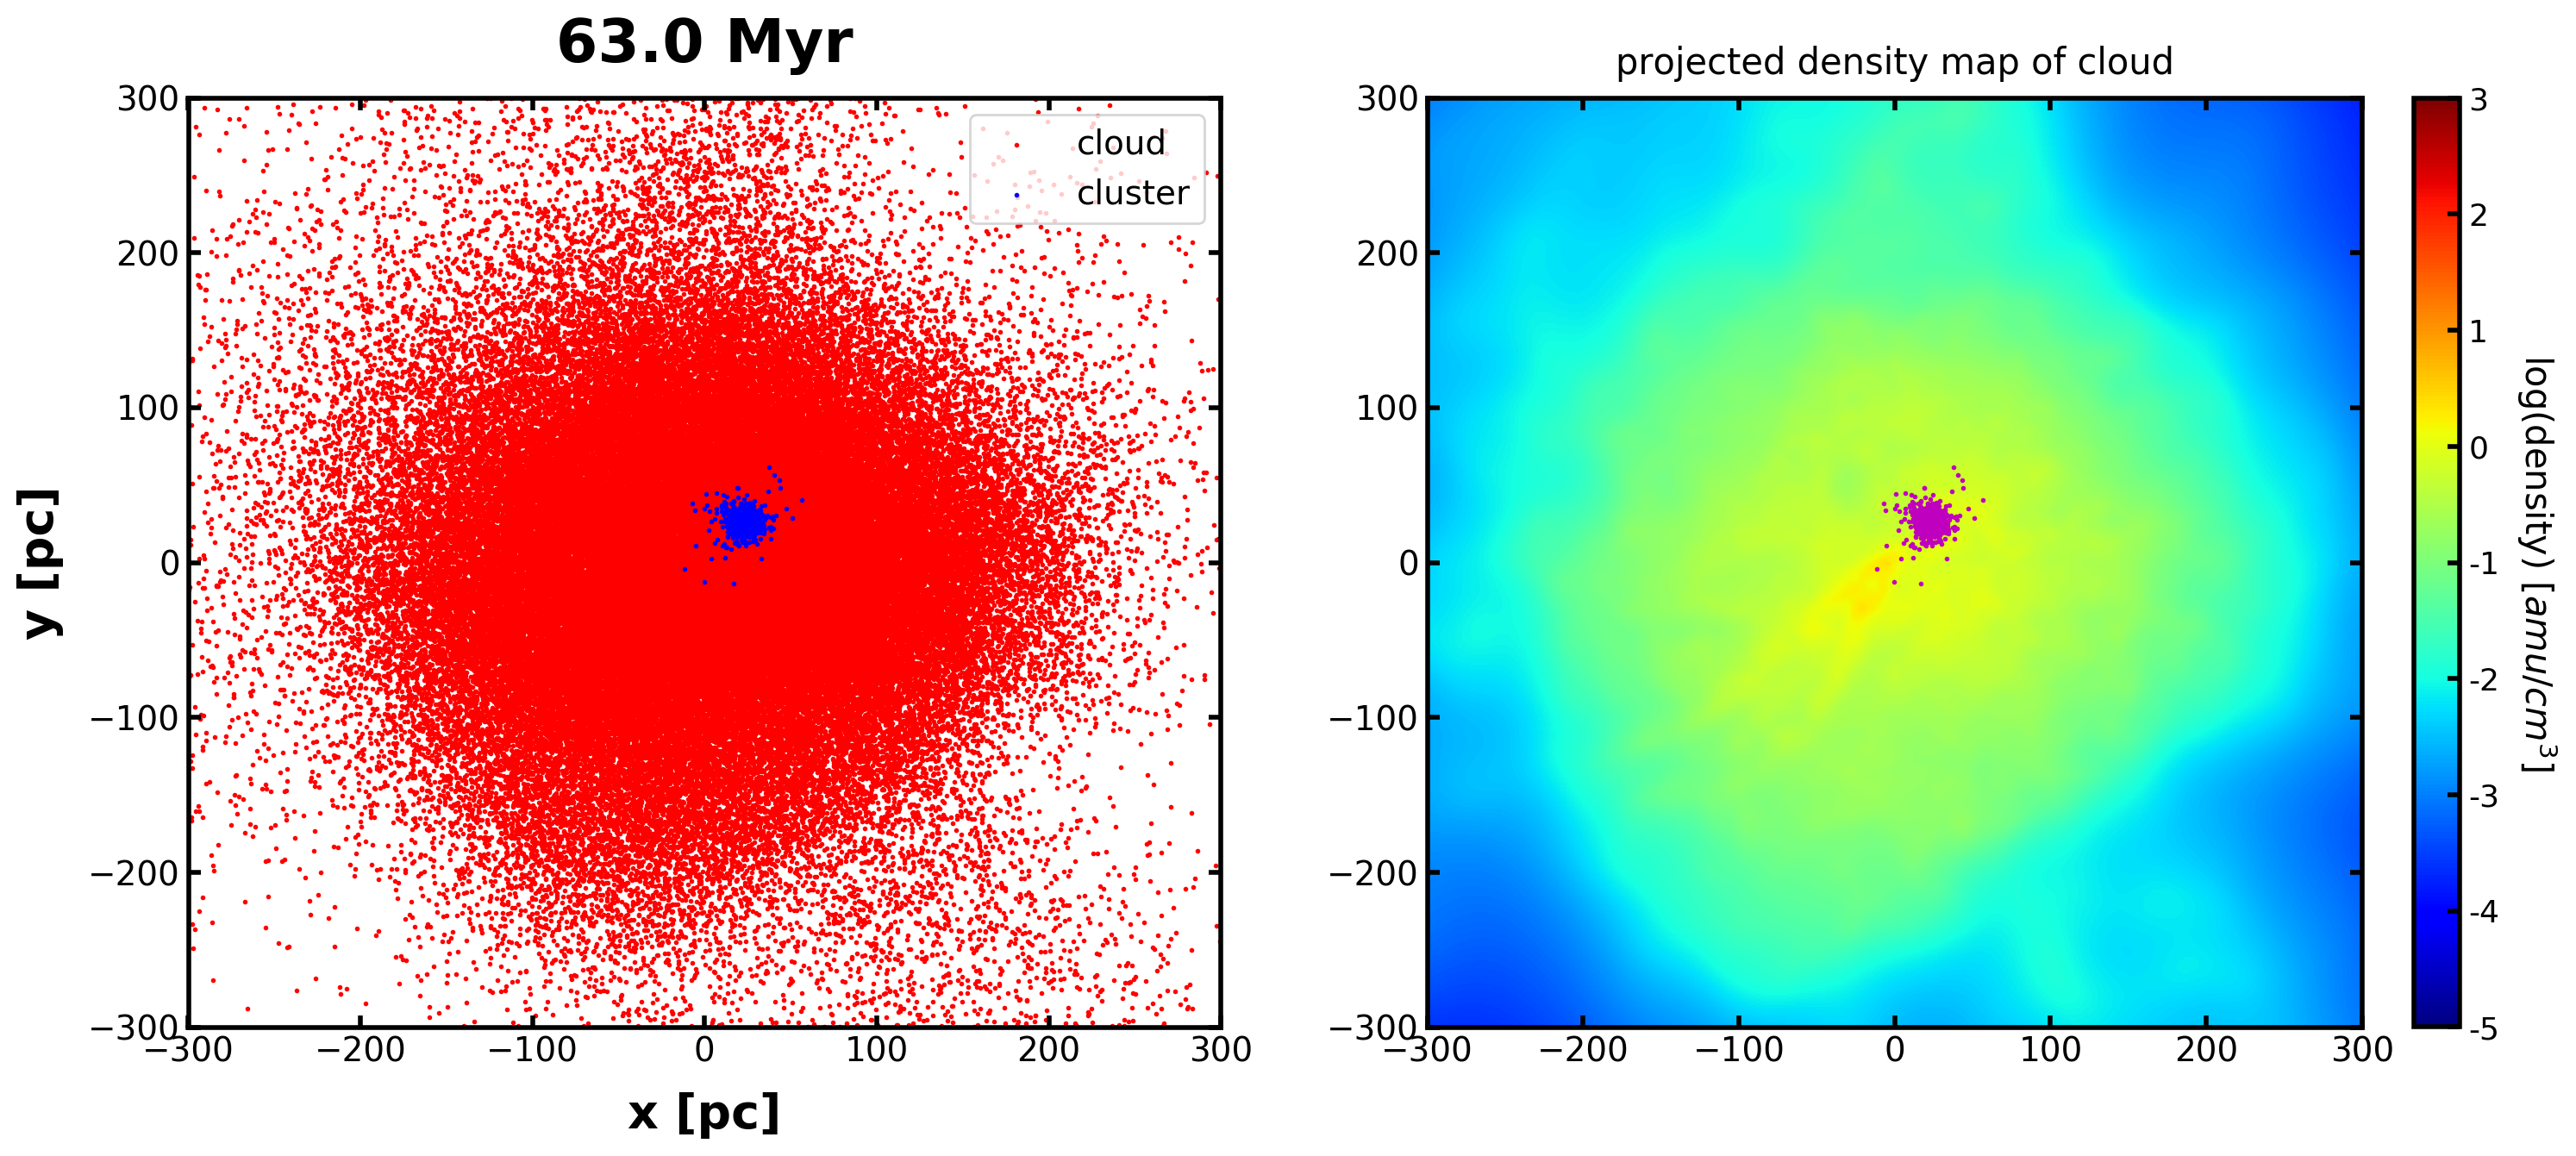 63.0 Myr
projected density map of cloud
cloud
cluster
300
200
100
0
−100
−200
−300
−300 −200 −100 0 100 200 300
x [pc]
y [pc]
300
200
100
0
−100
−200
−300
−300 −200 −100 0 100 200 300
3
2
1
0
-1
-2
-3
-4
-5
log(density) [amu/cm³]